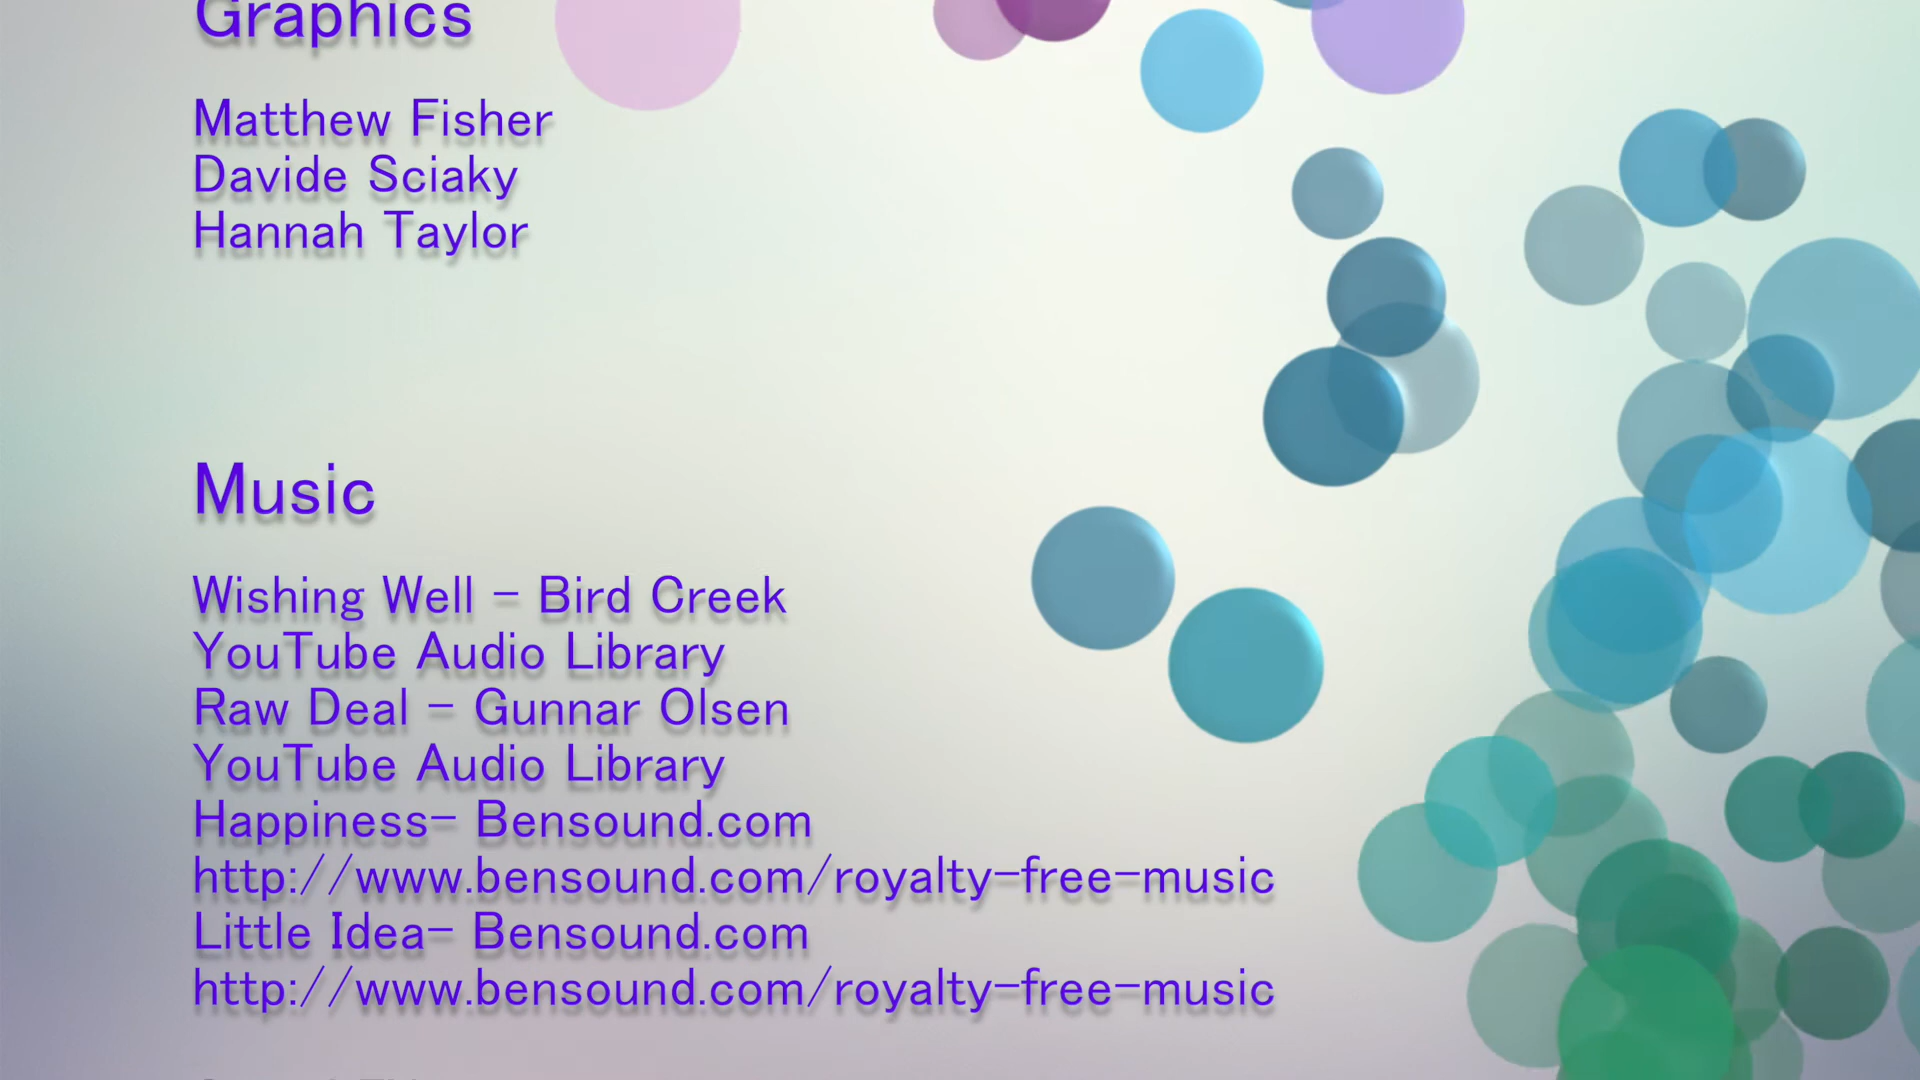 Graphics
Matthew Fisher
Davide Sciaky
Hannah Taylor
Music
Wishing Well - Bird Creek
YouTube Audio Library
Raw Deal - Gunnar Olsen
YouTube Audio Library
Happiness- Bensound.com
http://www.bensound.com/royalty-free-music
Little Idea- Bensound.com
http://www.bensound.com/royalty-free-music